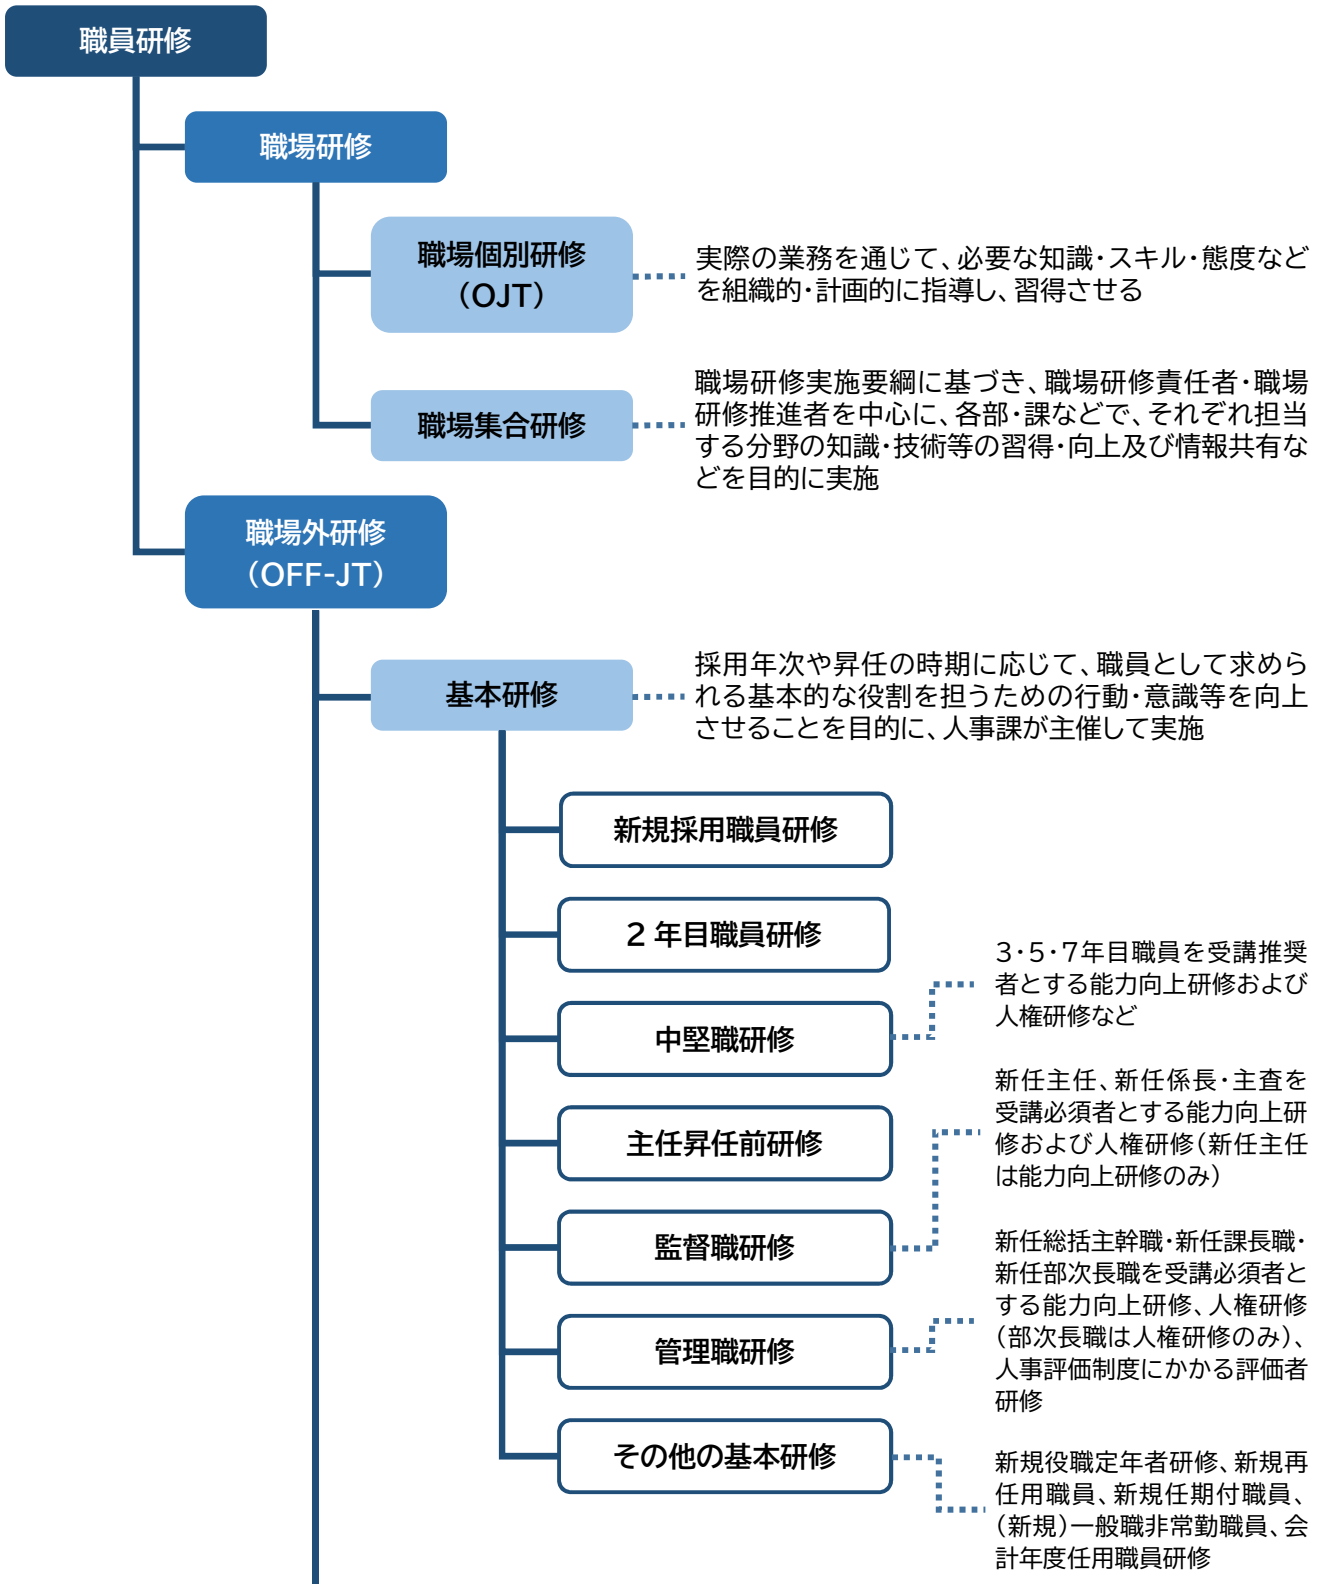 職員研修
職場研修
職場個別研修
(OJT)
実際の業務を通じて、必要な知識・スキル・態度など
を組織的・計画的に指導し、習得させる
職場集合研修
職場研修実施要綱に基づき、職場研修責任者・職場
研修推進者を中心に、各部・課などで、それぞれ担当
する分野の知識・技術等の習得・向上及び情報共有な
どを目的に実施
職場外研修
(OFF-JT)
基本研修
採用年次や昇任の時期に応じて、職員として求めら
れる基本的な役割を担うための行動・意識等を向上
させることを目的に、人事課が主催して実施
新規採用職員研修
2 年目職員研修
中堅職研修
3・5・7年目職員を受講推奨
者とする能力向上研修および
人権研修など
主任昇任前研修
監督職研修
新任主任、新任係長・主査を
受講必須者とする能力向上研
修および人権研修(新任主任
は能力向上研修のみ)
管理職研修
新任総括主幹職・新任課長職・
新任部次長職を受講必須者と
する能力向上研修、人権研修
(部次長職は人権研修のみ)、
人事評価制度にかかる評価者
研修
その他の基本研修
新規役職定年者研修、新規再
任用職員、新規任期付職員、
(新規)一般職非常勤職員、会
計年度任用職員研修